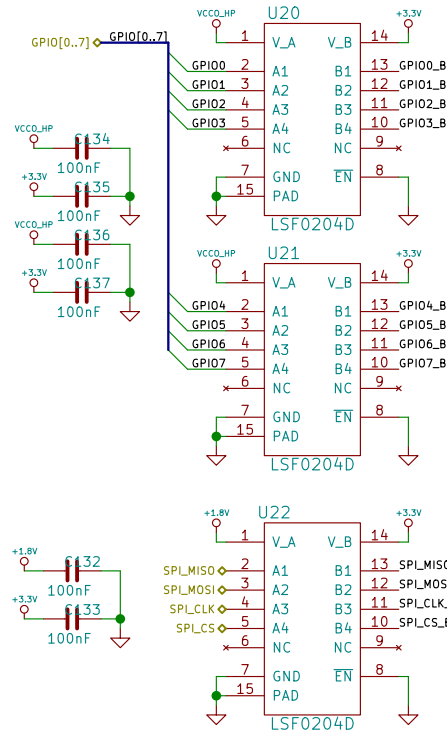 GPIO[0..7]
GPIO[0..7]
VCCO_HP
U20
+3.3V
1 V_A V_B 14
GPIO0 2 A1 B1 13 GPIO0_B
GPIO1 3 A2 B2 12 GPIO1_B
GPIO2 4 A3 B3 11 GPIO2_B
GPIO3 5 A4 B4 10 GPIO3_B
6 NC NC 9
7 GND EN 8
15 PAD
LSF0204D
VCCO_HP
C134
100nF
+3.3V
C135
100nF
VCCO_HP
C136
100nF
+3.3V
C137
100nF
VCCO_HP
U21
+3.3V
1 V_A V_B 14
GPIO4 2 A1 B1 13 GPIO4_B
GPIO5 3 A2 B2 12 GPIO5_B
GPIO6 4 A3 B3 11 GPIO6_B
GPIO7 5 A4 B4 10 GPIO7_B
6 NC NC 9
7 GND EN 8
15 PAD
LSF0204D
+1.8V
U22
+3.3V
1 V_A V_B 14
SPI_MISO 2 A1 B1 13 SPI_MISO
SPI_MOSI 3 A2 B2 12 SPI_MOSI
SPI_CLK 4 A3 B3 11 SPI_CLK_
SPI_CS 5 A4 B4 10 SPI_CS_B
6 NC NC 9
7 GND EN 8
15 PAD
LSF0204D
+1.8V
C132
100nF
+3.3V
C133
100nF